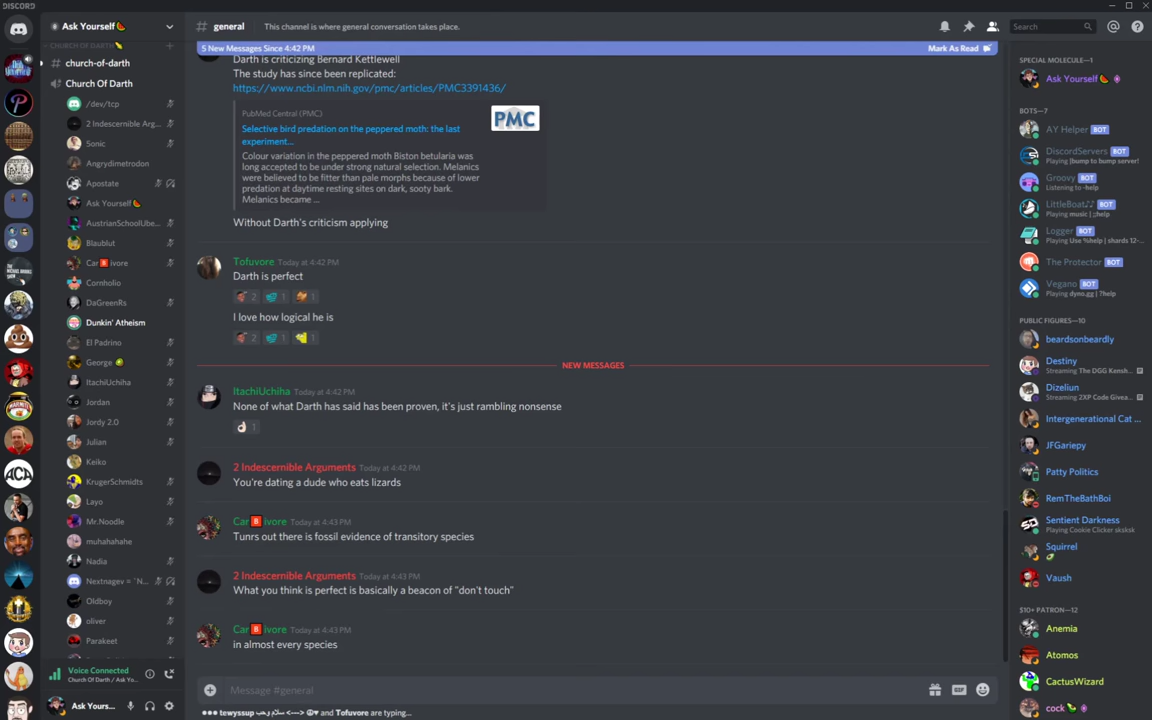 DISCORD
Ask Yourself🍉
# general
This channel is where general conversation takes place.
Search
5 New Messages Since 4:42 PM
Mark As Read
CHURCH OF DARTH
# church-of-darth
Church Of Darth
/dev/tcp
2 Indescernible Arg...
Sonic
Angrydimetrodon
Apostate
Ask Yourself🍉
AustrianSchoolUbe...
Blaublut
Car🅱ivore
Cornholio
DaGreenRs
Dunkin' Atheism
El Padrino
George
ItachiUchiha
Jordan
Jordy 2.0
Julian
Keiko
KrugerSchmidts
Layo
Mr.Noodle
muhahahahe
Nadia
Nextnagev = `N...
Oldboy
oliver
Parakeet
Voice Connected
Church Of Darth / Ask Yo...
Ask Yours...
Darth is criticizing Bernard Kettlewell
The study has since been replicated:
https://www.ncbi.nlm.nih.gov/pmc/articles/PMC3391436/
PubMed Central (PMC)
PMC
Selective bird predation on the peppered moth: the last
experiment...
Colour variation in the peppered moth Biston betularia was
long accepted to be under strong natural selection. Melanics
were believed to be fitter than pale morphs because of lower
predation at daytime resting sites on dark, sooty bark.
Melanics became ...
Without Darth's criticism applying
Tofuvore Today at 4:42 PM
Darth is perfect
2 1 1
I love how logical he is
2 1 1
NEW MESSAGES
ItachiUchiha Today at 4:42 PM
None of what Darth has said has been proven, it's just rambling nonsense
1
2 Indescernible Arguments Today at 4:42 PM
You're dating a dude who eats lizards
Car🅱ivore Today at 4:43 PM
Tunrs out there is fossil evidence of transitory species
2 Indescernible Arguments Today at 4:43 PM
What you think is perfect is basically a beacon of "don't touch"
Car🅱ivore Today at 4:43 PM
in almost every species
Message #general
GIF
and Tofuvore are typing...
SPECIAL MOLECULE—1
Ask Yourself🍉
BOTS—7
AY Helper BOT
DiscordServers BOT
Playing |bump to bump server!
Groovy BOT
Listening to -help
LittleBoat♪♪ BOT
Playing music | ;;help
Logger BOT
Playing Use %help | shards 12-...
The Protector BOT
Vegano BOT
Playing dyno.gg | ?help
PUBLIC FIGURES—10
beardsonbeardly
Destiny
Streaming The DGG Kensh...
Dizeliun
Streaming 2XP Code Givea...
Intergenerational Cat ...
JFGariepy
Patty Politics
RemTheBathBoi
Sentient Darkness
Playing Cookie Clicker sksksk
Squirrel
Vaush
$10+ PATRON—12
Anemia
Atomos
CactusWizard
cock